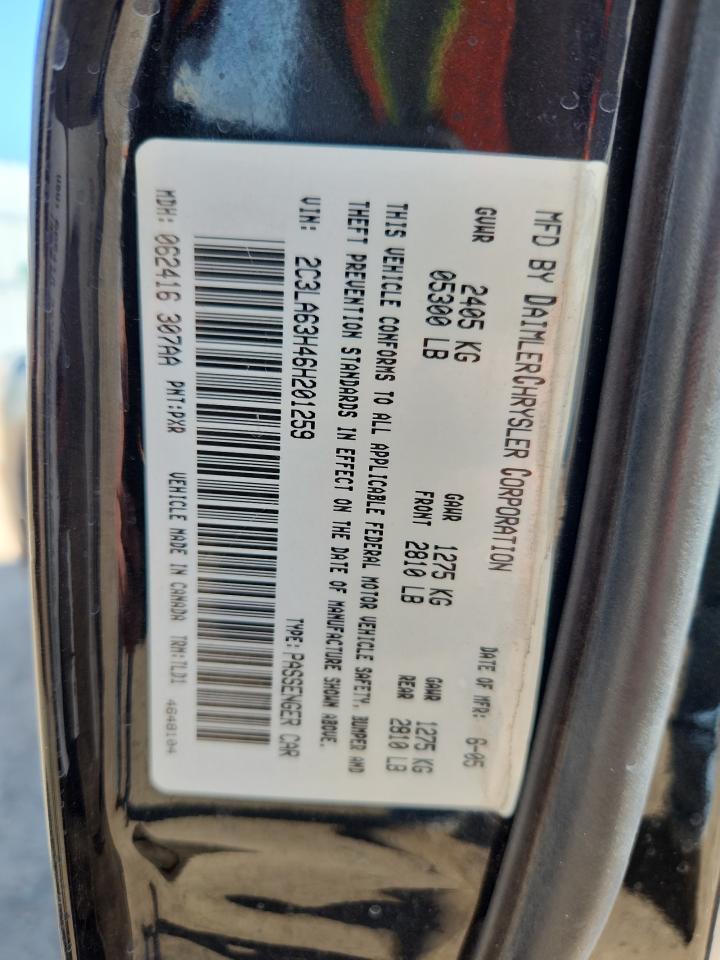 MFD BY DAIMLERCHRYSLER CORPORATION
DATE OF MFR: 6-05
GVWR 2405 KG
05300 LB
GAWR 1275 KG
FRONT 2810 LB
GAWR 1275 KG
REAR 2810 LB
THIS VEHICLE CONFORMS TO ALL APPLICABLE FEDERAL MOTOR VEHICLE SAFETY, BUMPER AND
THEFT PREVENTION STANDARDS IN EFFECT ON THE DATE OF MANUFACTURE SHOWN ABOVE.
VIN: 2C3LA63H46H201259
TYPE: PASSENGER CAR
MDH: 062416 307AA PNT:PXR VEHICLE MADE IN CANADA TRM:TLD1 4648104